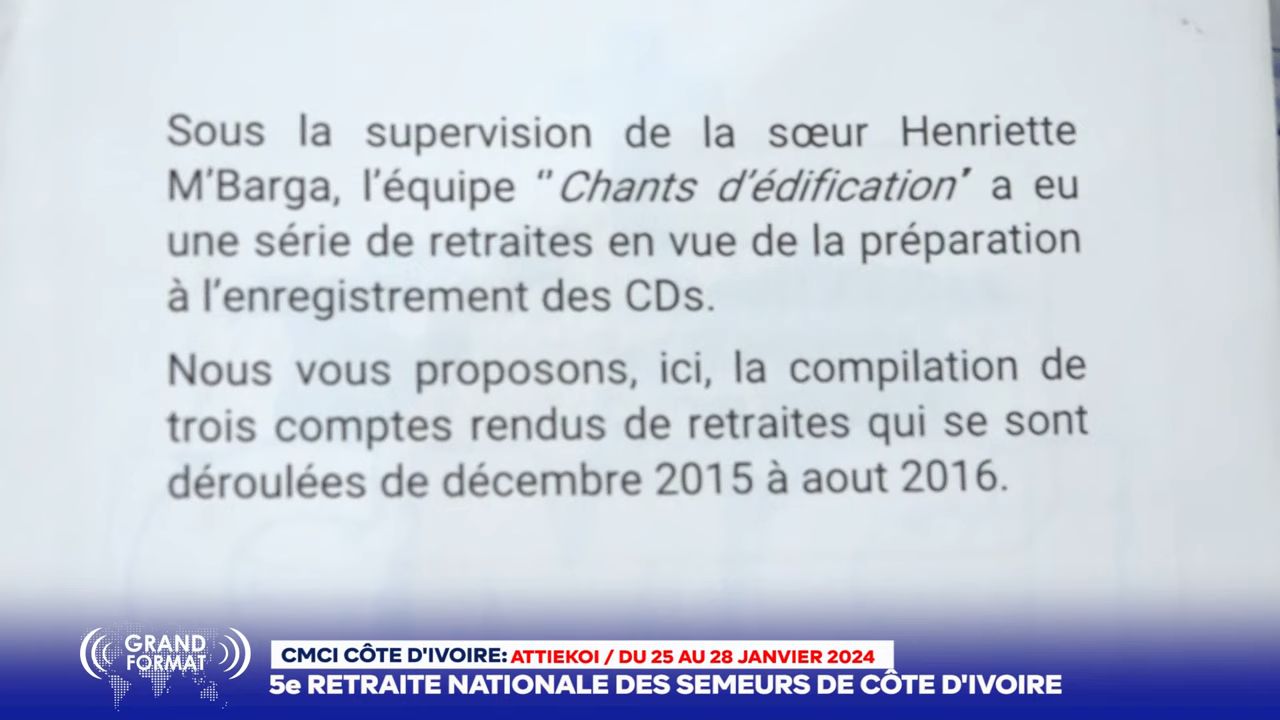 Sous la supervision de la sœur Henriette
M'Barga, l'équipe "Chants d'édification" a eu
une série de retraites en vue de la préparation
à l'enregistrement des CDs.
Nous vous proposons, ici, la compilation de
trois comptes rendus de retraites qui se sont
déroulées de décembre 2015 à aout 2016.
GRAND
FORMAT
CMCI CÔTE D'IVOIRE: ATTIEKOI / DU 25 AU 28 JANVIER 2024
5e RETRAITE NATIONALE DES SEMEURS DE CÔTE D'IVOIRE